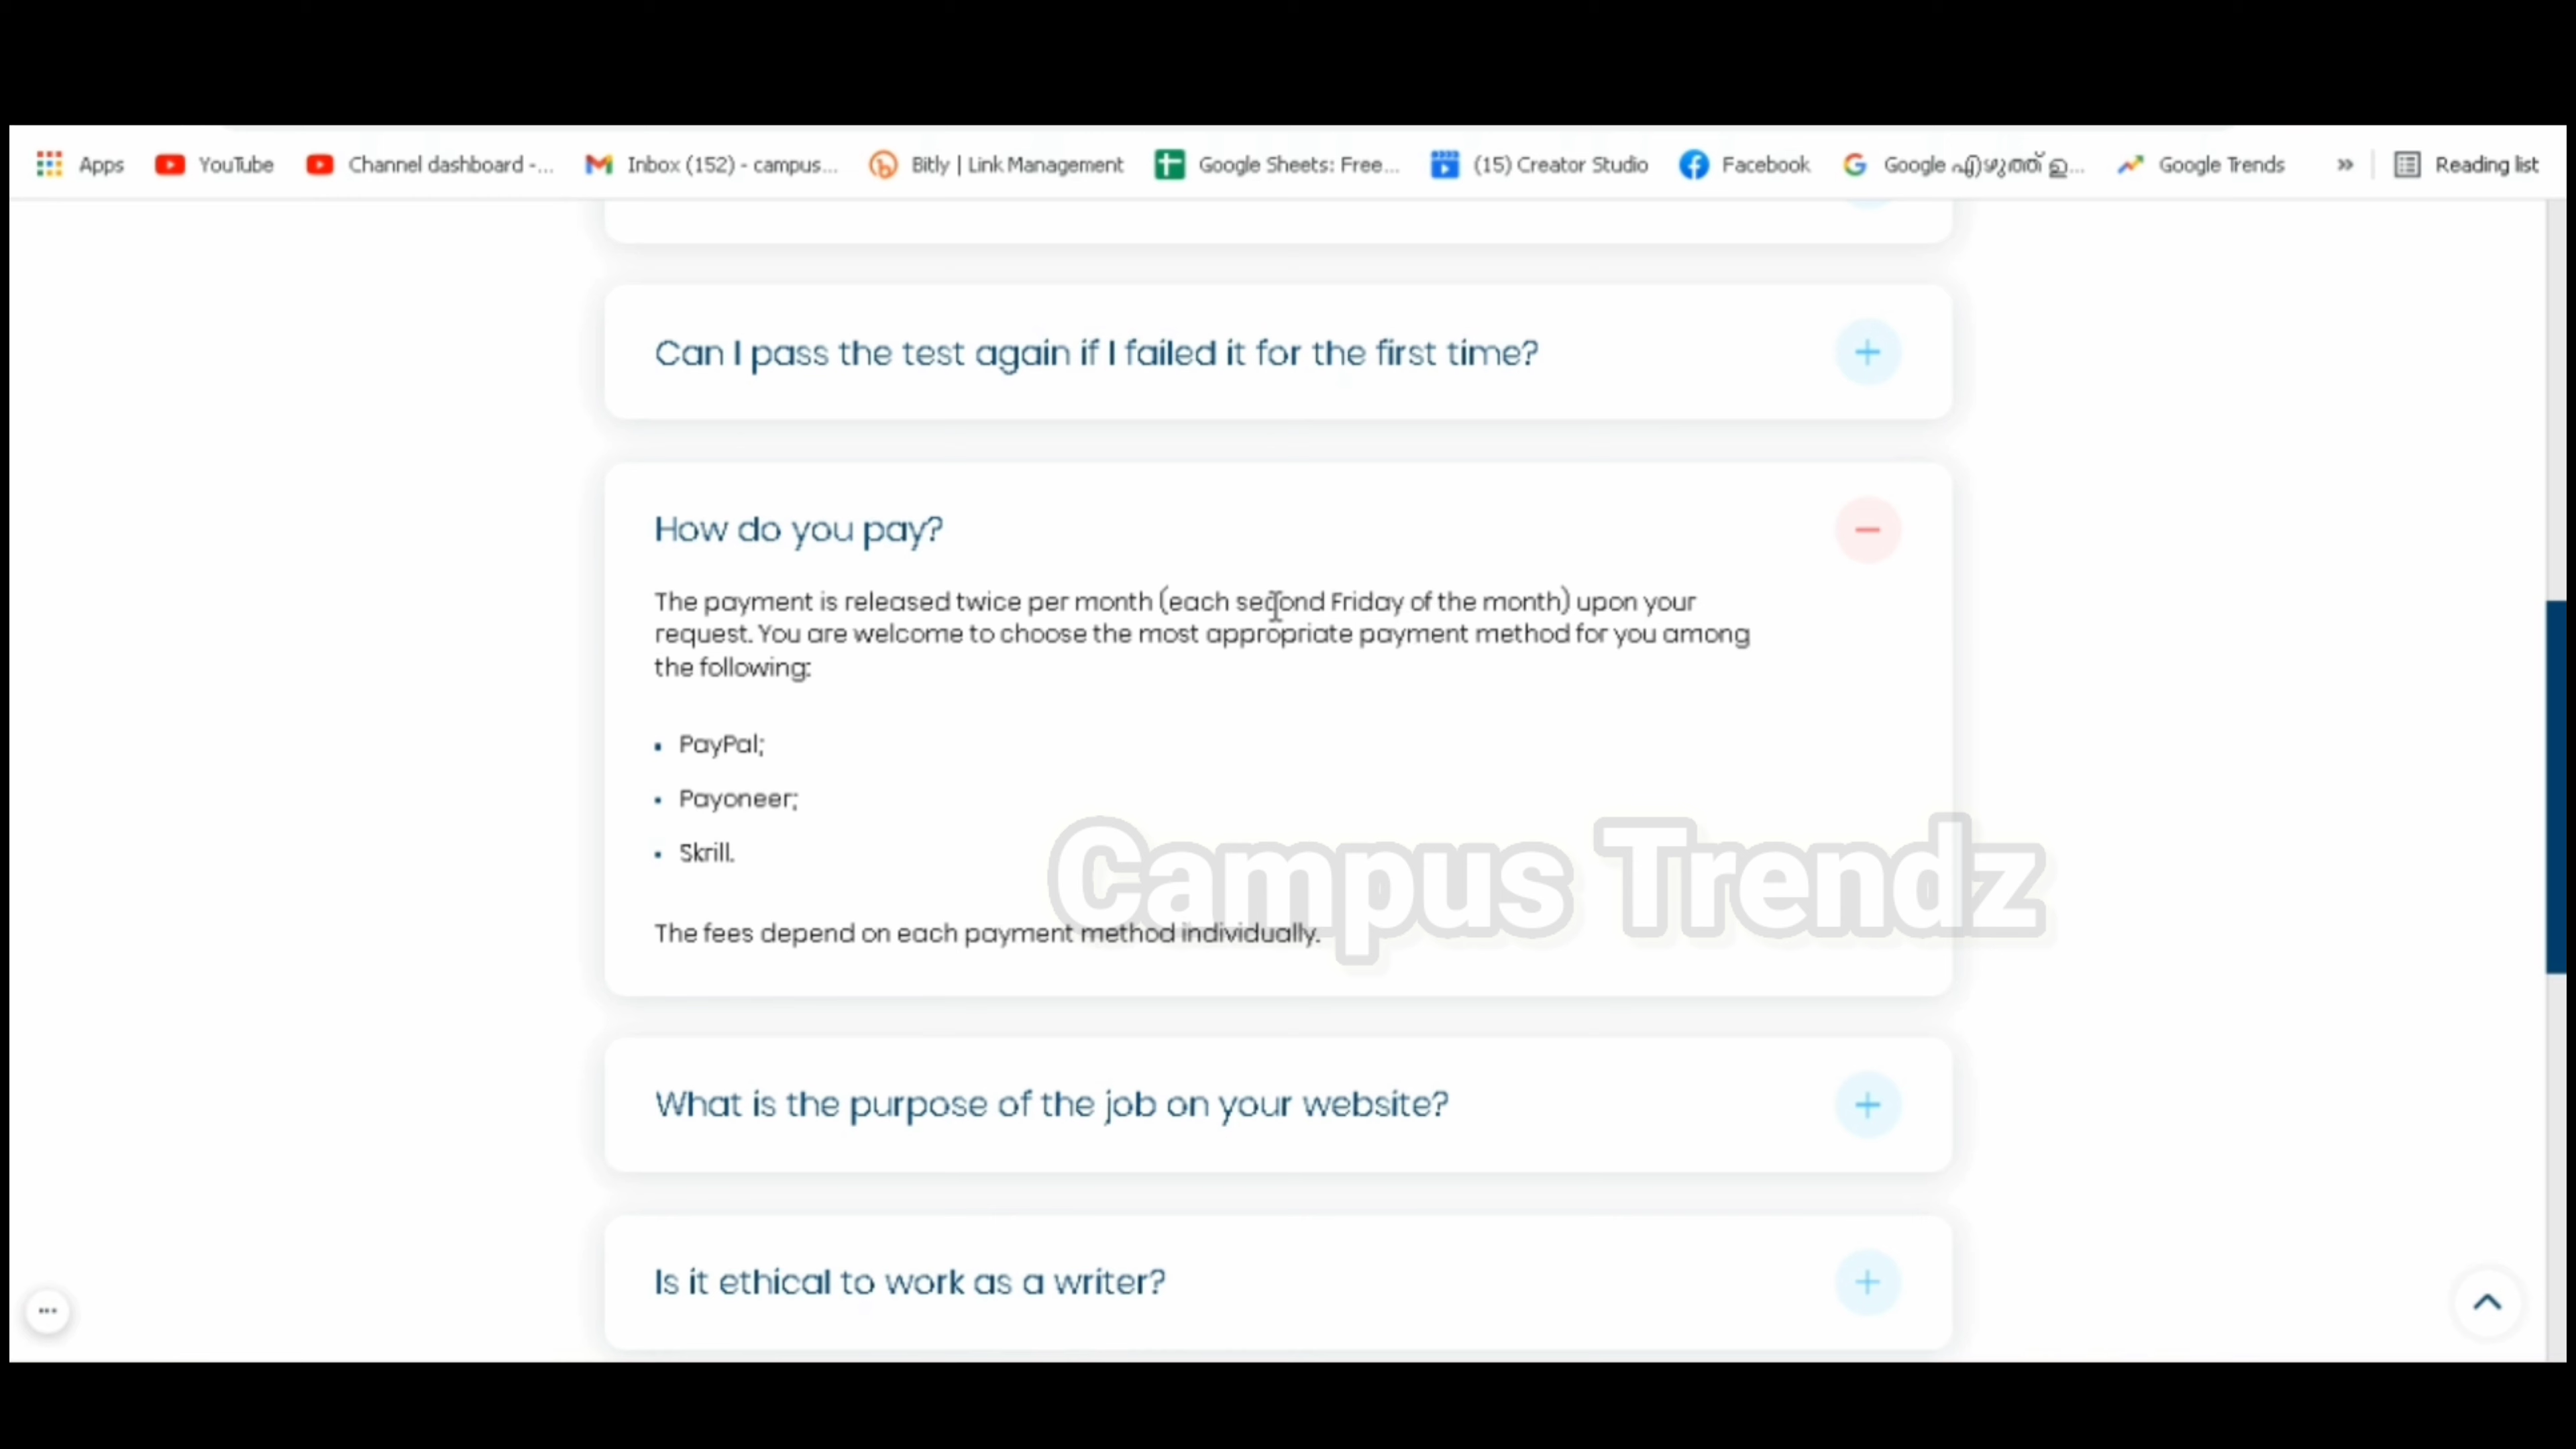 Apps YouTube Channel dashboard -... Inbox (152) - campus... Bitly | Link Management Google Sheets: Free... (15) Creator Studio Facebook Google എഴുത്ത് ഉ... Google Trends » Reading list
Can I pass the test again if I failed it for the first time?
How do you pay?
The payment is released twice per month (each second Friday of the month) upon your
request. You are welcome to choose the most appropriate payment method for you among
the following:
▪ PayPal;
▪ Payoneer;
▪ Skrill.
Campus Trendz
The fees depend on each payment method individually.
What is the purpose of the job on your website?
Is it ethical to work as a writer?